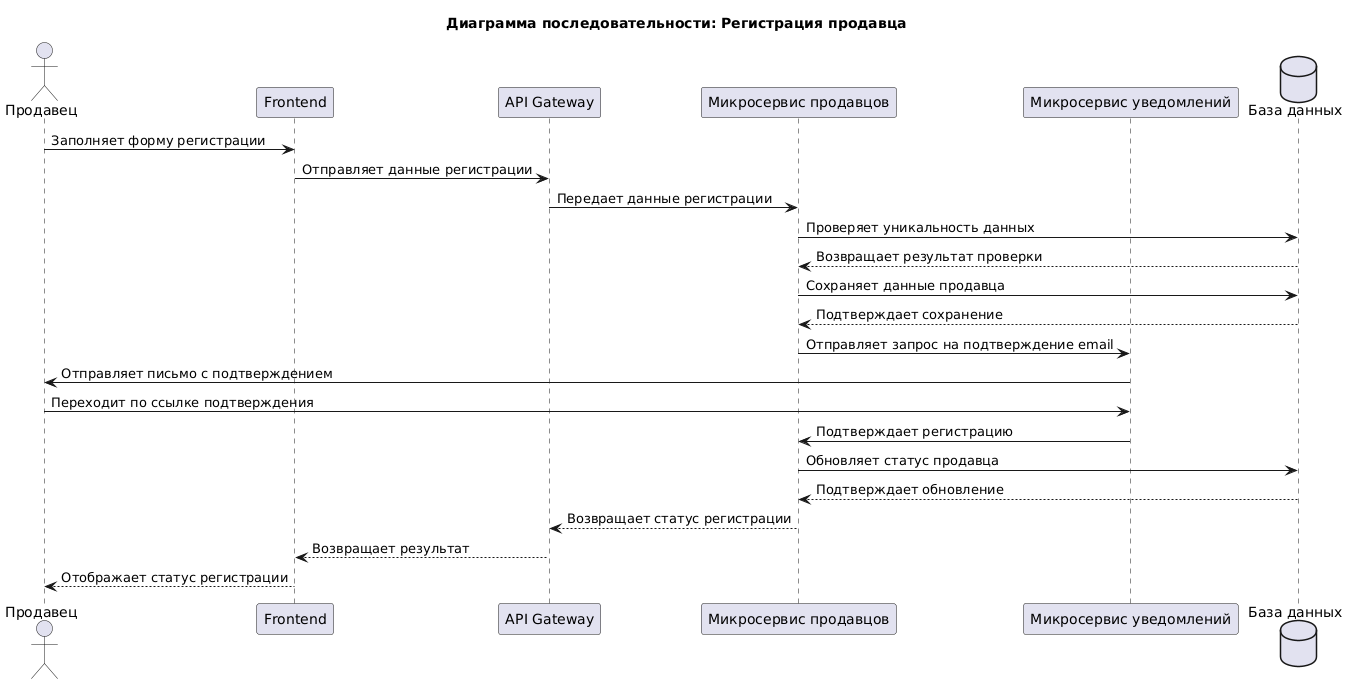 Диаграмма последовательности: Регистрация продавца
Продавец
Frontend
API Gateway
Микросервис продавцов
Микросервис уведомлений
База данных
Заполняет форму регистрации
Отправляет данные регистрации
Передает данные регистрации
Проверяет уникальность данных
Возвращает результат проверки
Сохраняет данные продавца
Подтверждает сохранение
Отправляет запрос на подтверждение email
Отправляет письмо с подтверждением
Переходит по ссылке подтверждения
Подтверждает регистрацию
Обновляет статус продавца
Подтверждает обновление
Возвращает статус регистрации
Возвращает результат
Отображает статус регистрации
Продавец
Frontend
API Gateway
Микросервис продавцов
Микросервис уведомлений
База данных